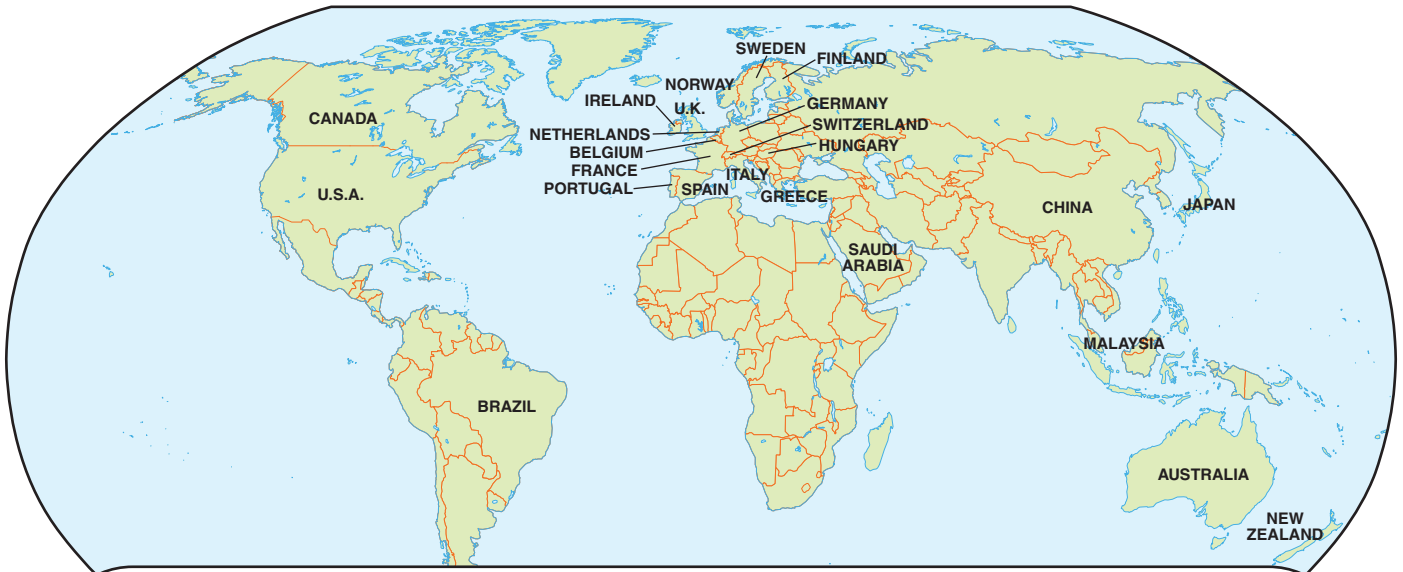 SWEDEN
FINLAND
NORWAY
IRELAND
U.K.
GERMANY
CANADA
SWITZERLAND
NETHERLANDS
HUNGARY
BELGIUM
FRANCE
ITALY
PORTUGAL
SPAIN
U.S.A.
GREECE
CHINA
JAPAN
SAUDI
ARABIA
MALAYSIA
BRAZIL
AUSTRALIA
NEW
ZEALAND